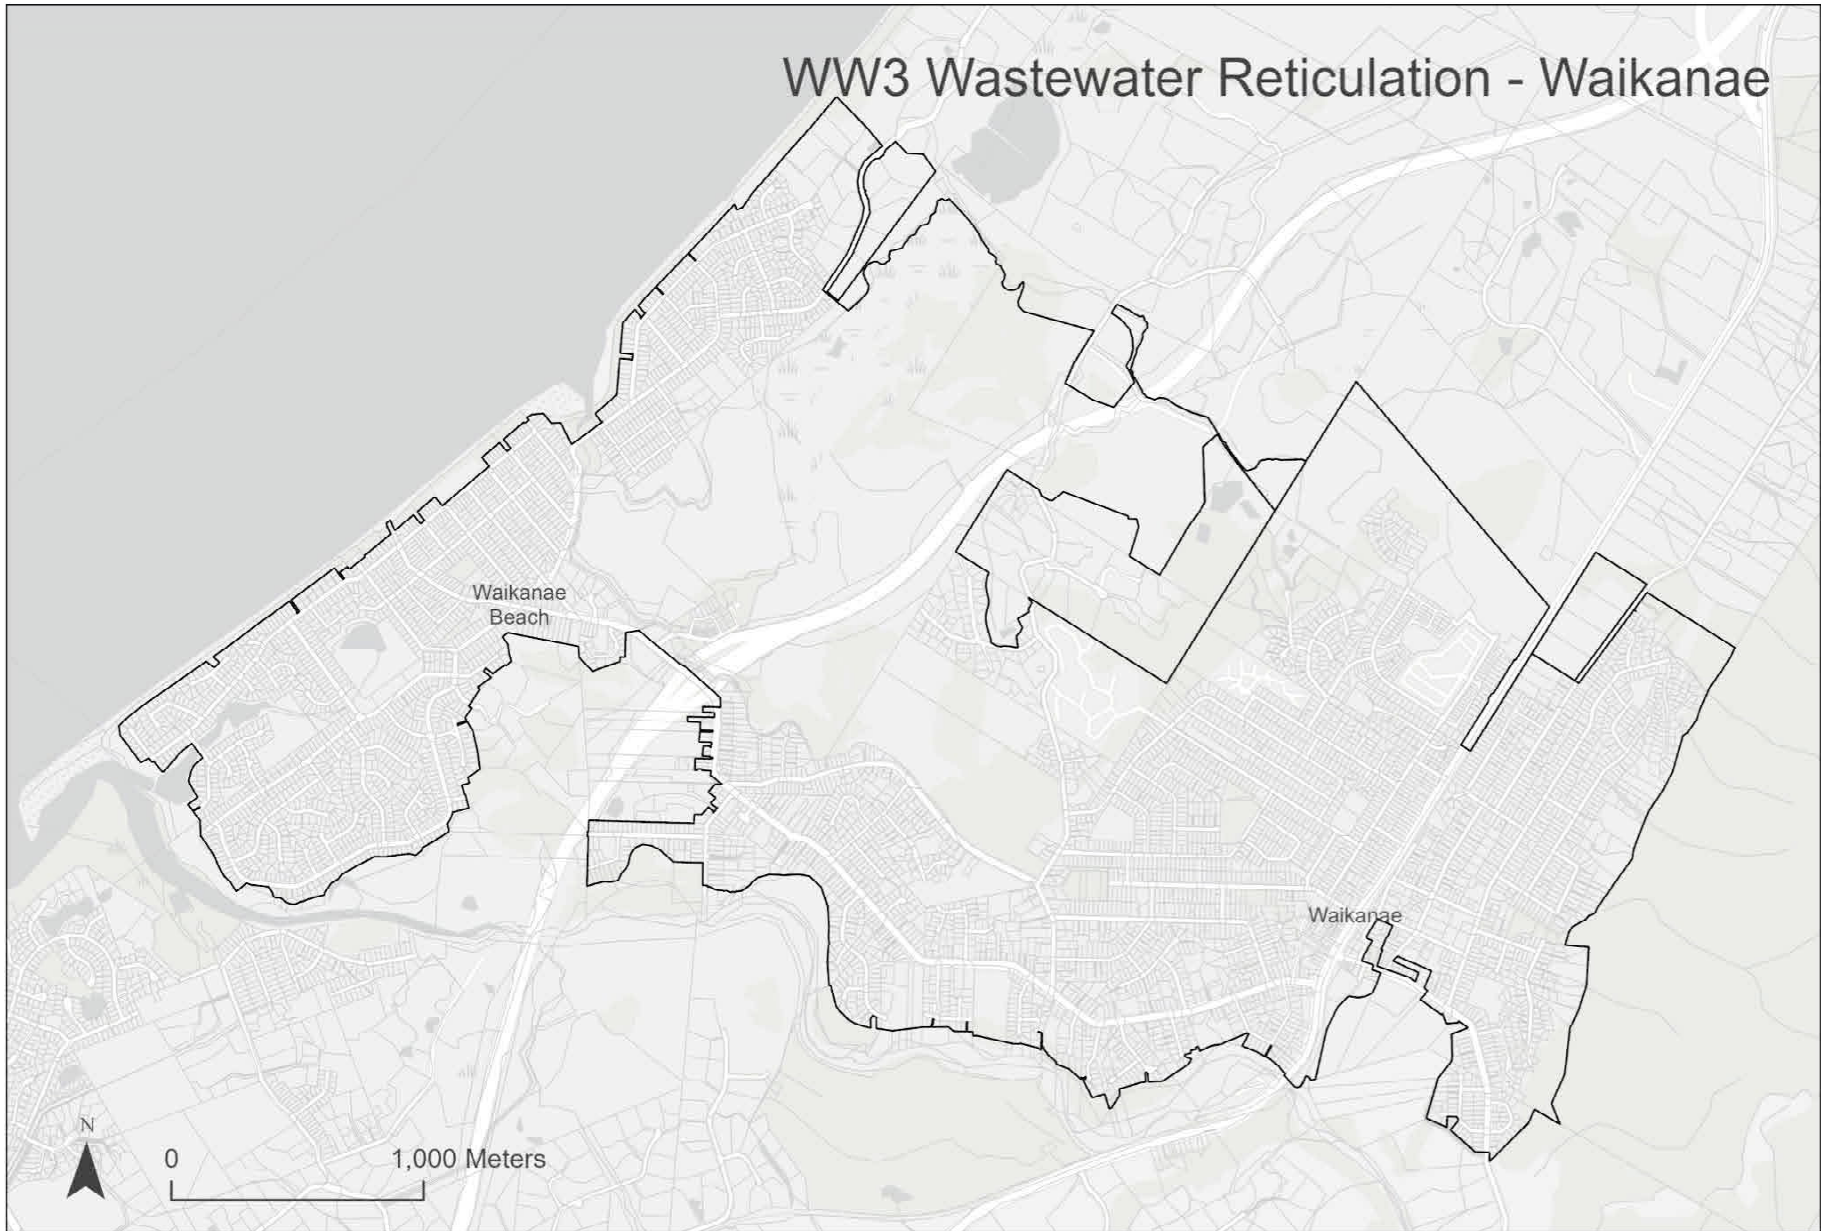 WW3 Wastewater Reticulation - Waikanae
Waikanae
Beach
Waikanae
N
0
1,000 Meters